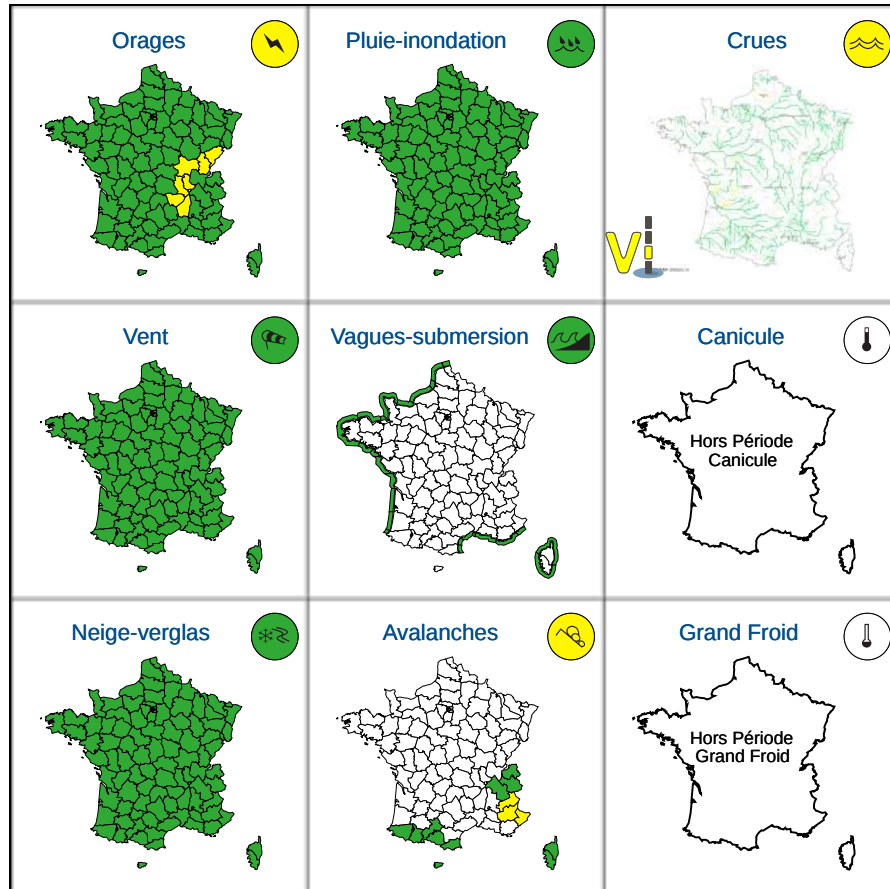 Orages
Pluie-inondation
Crues
Vi
Vent
Vagues-submersion
Canicule
Hors Période
Canicule
Neige-verglas
Avalanches
Grand Froid
Hors Période
Grand Froid